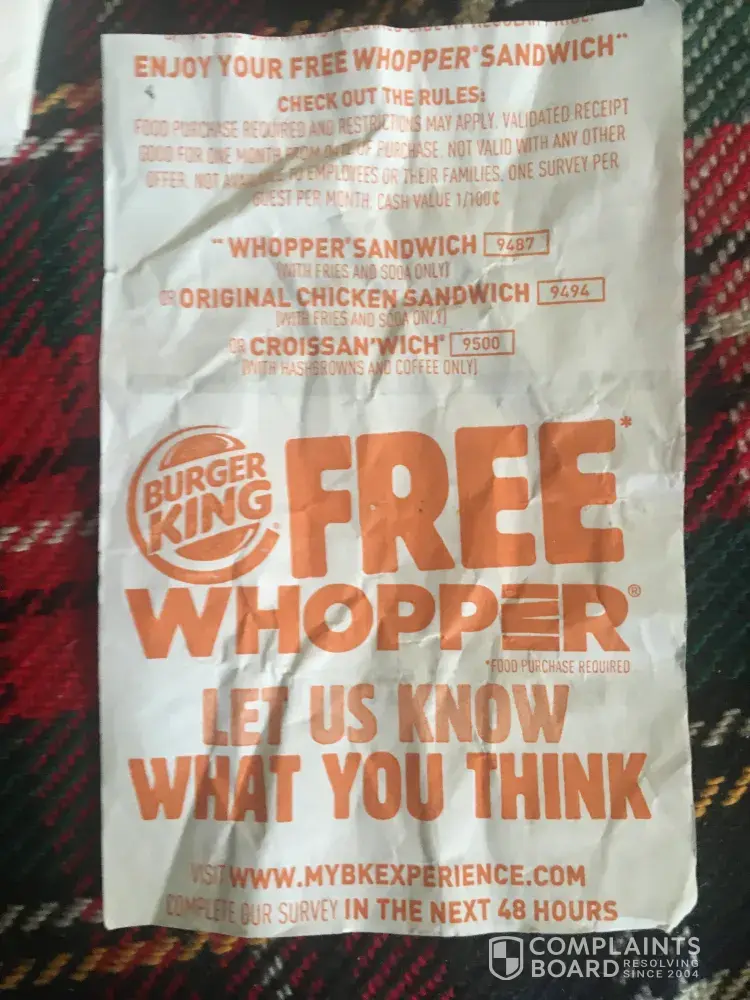 ENJOY YOUR FREE WHOPPER® SANDWICH**
CHECK OUT THE RULES:
FOOD PURCHASE REQUIRED AND RESTRICTIONS MAY APPLY. VALIDATED RECEIPT
GOOD FOR ONE MONTH FROM DATE OF PURCHASE. NOT VALID WITH ANY OTHER
OFFER. NOT AVAILABLE TO EMPLOYEES OR THEIR FAMILIES. ONE SURVEY PER
GUEST PER MONTH. CASH VALUE 1/100¢
** WHOPPER® SANDWICH 9487
(WITH FRIES AND SODA ONLY)
OR ORIGINAL CHICKEN SANDWICH 9494
(WITH FRIES AND SODA ONLY)
OR CROISSAN'WICH® 9500
(WITH HASHBROWNS AND COFFEE ONLY)
BURGER
KING®
FREE*
WHOPPER®
*FOOD PURCHASE REQUIRED
LET US KNOW
WHAT YOU THINK
VISIT WWW.MYBKEXPERIENCE.COM
COMPLETE OUR SURVEY IN THE NEXT 48 HOURS
COMPLAINTS
BOARD RESOLVING
SINCE 2004